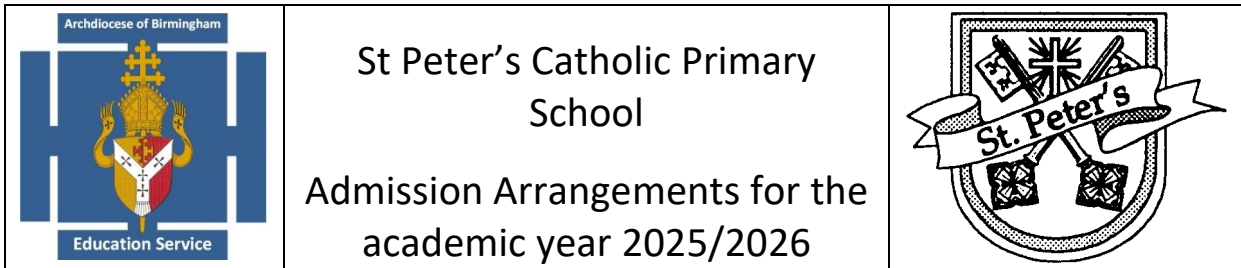 Archdiocese of Birmingham
Education Service
St Peter’s Catholic Primary
School
Admission Arrangements for the
academic year 2025/2026
St. Peter's